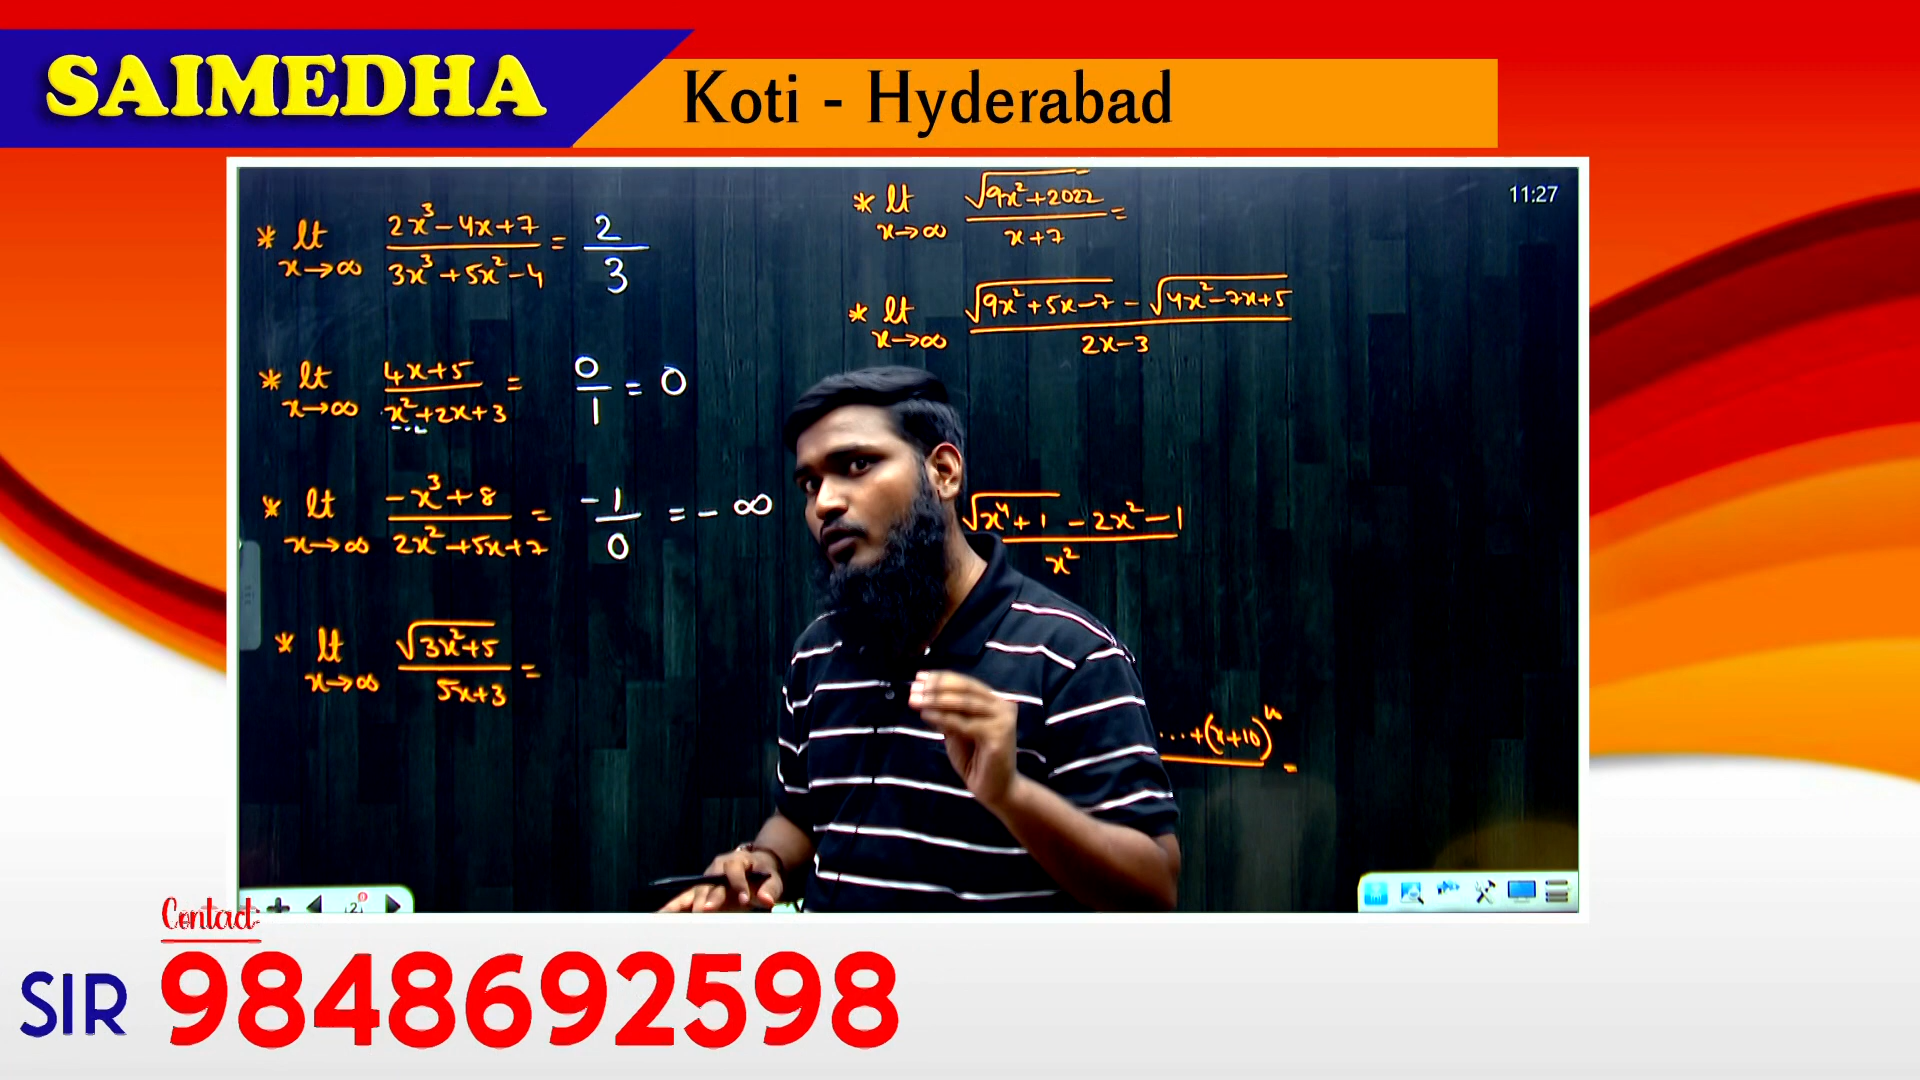 SAIMEDHA
Koti - Hyderabad
11:27
* lt x→∞ (2x³-4x+7)/(3x³+5x²-4) = 2/3
* lt x→∞ (4x+5)/(x²+2x+3) = 0/1 = 0
* lt x→∞ (-x³+8)/(2x²+5x+7) = -1/0 = -∞
* lt x→∞ √(3x²+5)/(5x+3) =
* lt x→∞ √(9x²+2022)/(x+7) =
* lt x→∞ (√(9x²+5x-7) - √(4x²-7x+5))/(2x-3)
(√(x⁴+1) - 2x²-1)/x²
...+(x+10)
=
Contact:
SIR 9848692598